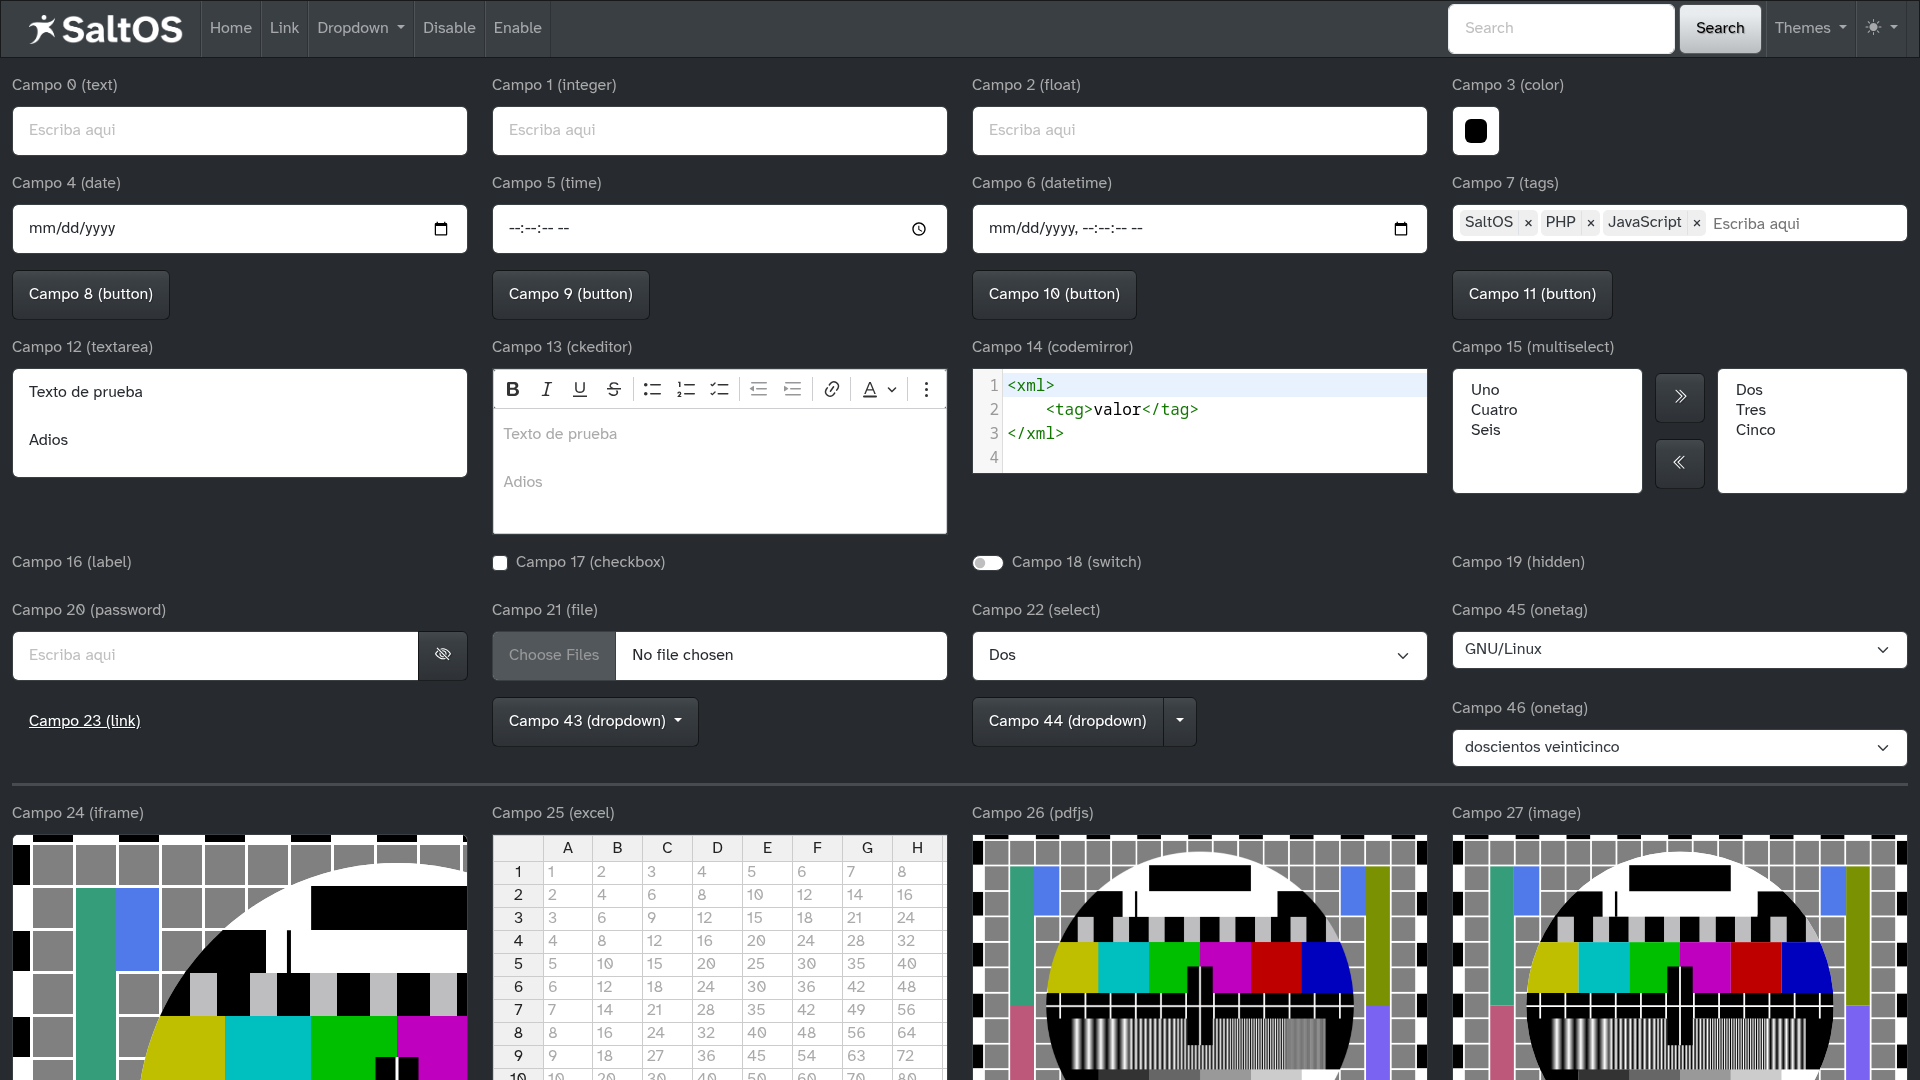 SaltOS Home Link Dropdown Disable Enable Search Search Themes
Campo 0 (text) Campo 1 (integer) Campo 2 (float) Campo 3 (color)
Escriba aqui Escriba aqui Escriba aqui
Campo 4 (date) Campo 5 (time) Campo 6 (datetime) Campo 7 (tags)
mm/dd/yyyy --:--:-- -- mm/dd/yyyy, --:--:-- -- SaltOS × PHP × JavaScript × Escriba aqui
Campo 8 (button) Campo 9 (button) Campo 10 (button) Campo 11 (button)
Campo 12 (textarea) Campo 13 (ckeditor) Campo 14 (codemirror) Campo 15 (multiselect)
Texto de prueba
Adios
B I U S A
Texto de prueba
Adios
1 <xml>
2     <tag>valor</tag>
3 </xml>
4
Uno
Cuatro
Seis
Dos
Tres
Cinco
Campo 16 (label) Campo 17 (checkbox) Campo 18 (switch) Campo 19 (hidden)
Campo 20 (password) Campo 21 (file) Campo 22 (select) Campo 45 (onetag)
Escriba aqui Choose Files No file chosen Dos GNU/Linux
Campo 23 (link) Campo 43 (dropdown) Campo 44 (dropdown) Campo 46 (onetag)
doscientos veinticinco
Campo 24 (iframe) Campo 25 (excel) Campo 26 (pdfjs) Campo 27 (image)
A B C D E F G H
1 1 2 3 4 5 6 7 8
2 2 4 6 8 10 12 14 16
3 3 6 9 12 15 18 21 24
4 4 8 12 16 20 24 28 32
5 5 10 15 20 25 30 35 40
6 6 12 18 24 30 36 42 48
7 7 14 21 28 35 42 49 56
8 8 16 24 32 40 48 56 64
9 9 18 27 36 45 54 63 72
10 10 20 30 40 50 60 70 80